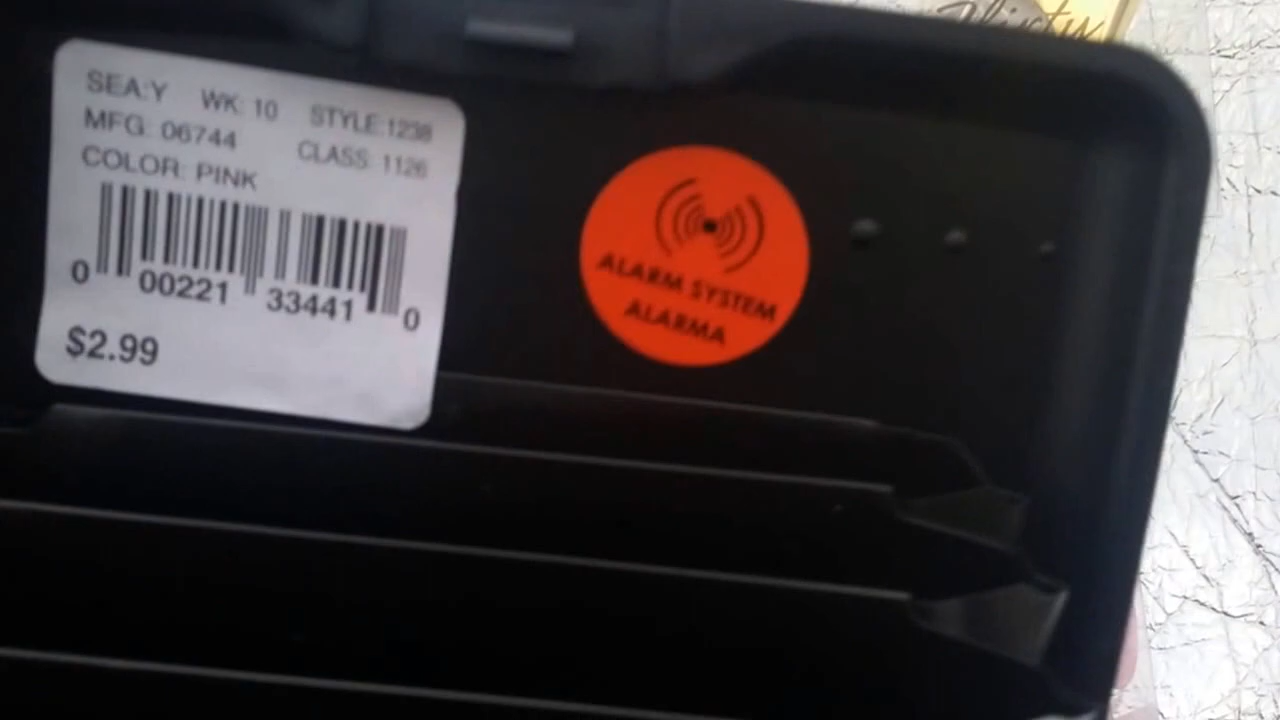 Thirty
SEA:Y WK: 10 STYLE:1238
MFG: 06744 CLASS: 1126
COLOR: PINK
0 00221 33441 0
$2.99
ALARM SYSTEM
ALARMA